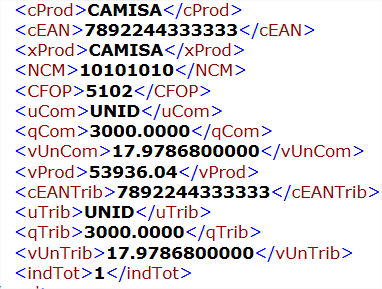 <cProd>CAMISA</cProd>
<cEAN>7892244333333</cEAN>
<xProd>CAMISA</xProd>
<NCM>10101010</NCM>
<CFOP>5102</CFOP>
<uCom>UNID</uCom>
<qCom>3000.0000</qCom>
<vUnCom>17.9786800000</vUnCom>
<vProd>53936.04</vProd>
<cEANTrib>7892244333333</cEANTrib>
<uTrib>UNID</uTrib>
<qTrib>3000.0000</qTrib>
<vUnTrib>17.9786800000</vUnTrib>
<indTot>1</indTot>